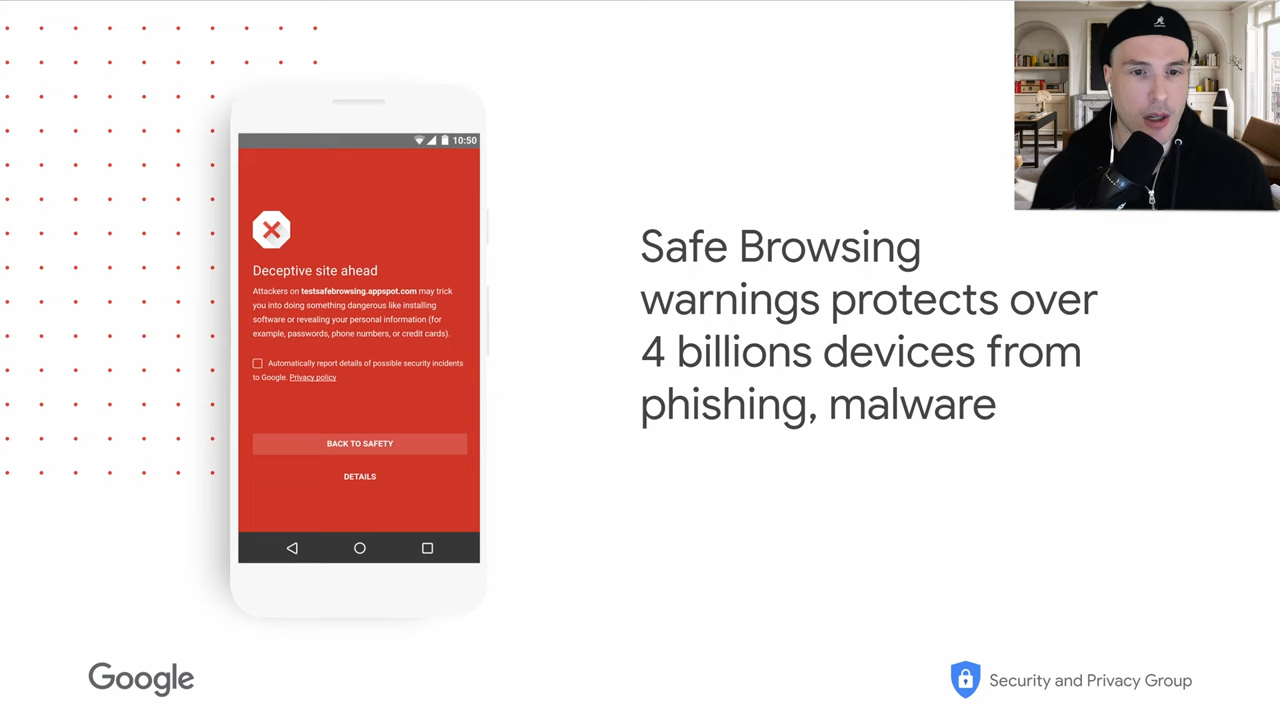 10:50
Deceptive site ahead
Attackers on testsafebrowsing.appspot.com may trick
you into doing something dangerous like installing
software or revealing your personal information (for
example, passwords, phone numbers, or credit cards).
Automatically report details of possible security incidents
to Google. Privacy policy
BACK TO SAFETY
DETAILS
Safe Browsing
warnings protects over
4 billions devices from
phishing, malware
Google
Security and Privacy Group